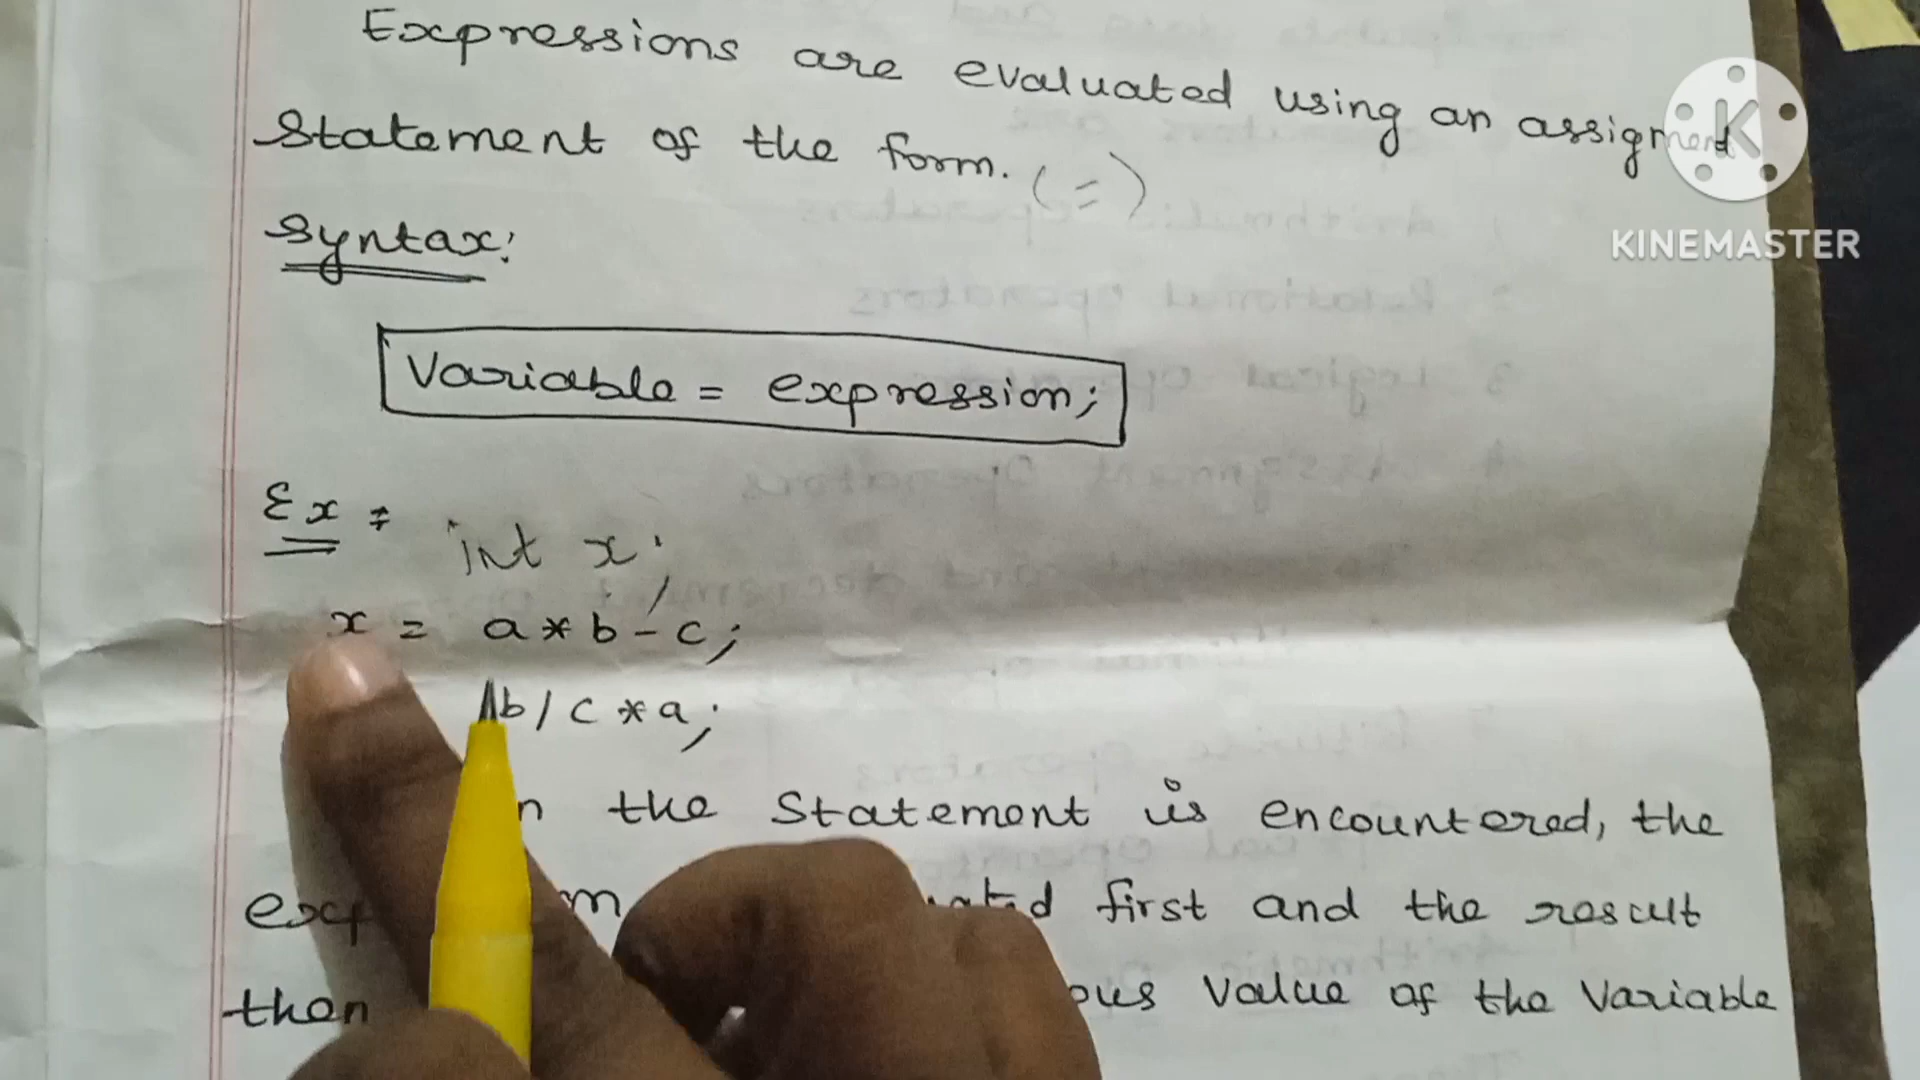 Expressions are evaluated using an assigment
Statement of the form. (=)
KINEMASTER
Syntax:
Variable = expression;
Ex: int x;
x = a * b - c;
b / c * a;
the Statement is encountered, the
first and the result
then Value of the Variable